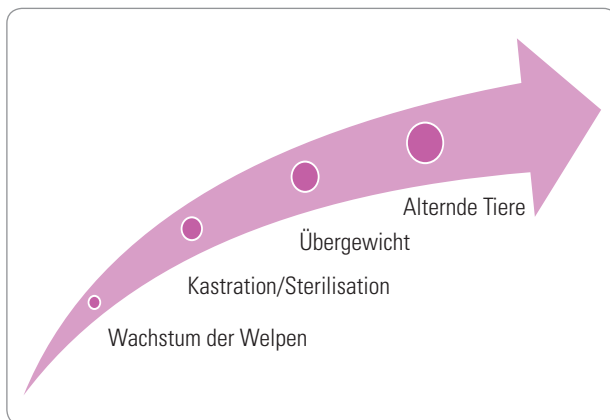 Alternde Tiere
Übergewicht
Kastration/Sterilisation
Wachstum der Welpen